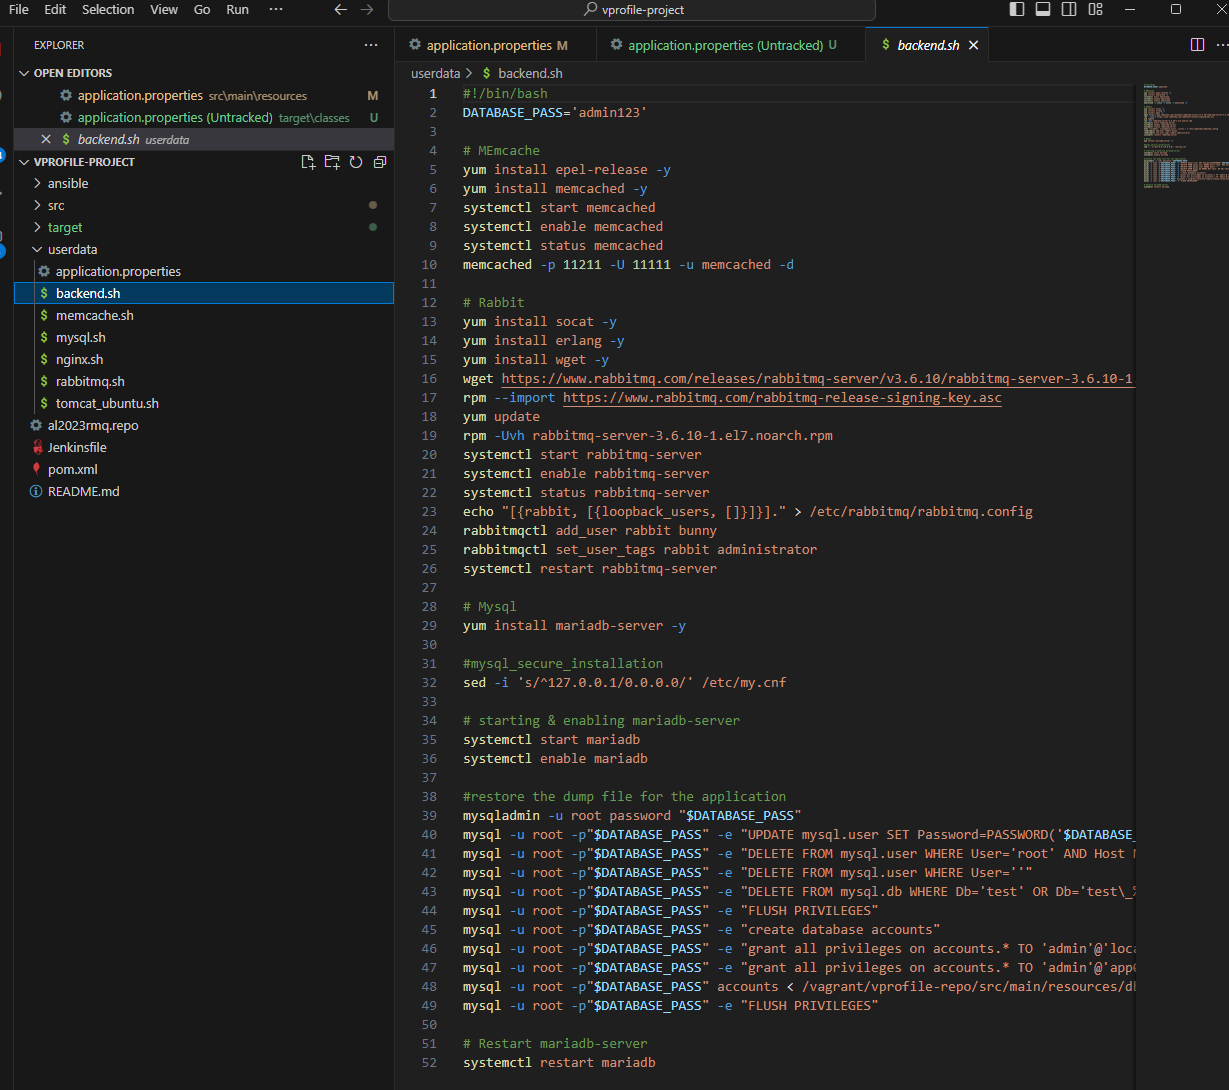 File Edit Selection View Go Run ··· vprofile-project
EXPLORER ···
OPEN EDITORS
application.properties src\main\resources M
application.properties (Untracked) target\classes U
backend.sh userdata
VPROFILE-PROJECT
ansible
src
target
userdata
application.properties
backend.sh
memcache.sh
mysql.sh
nginx.sh
rabbitmq.sh
tomcat_ubuntu.sh
al2023rmq.repo
Jenkinsfile
pom.xml
README.md
application.properties M application.properties (Untracked) U backend.sh
userdata > $ backend.sh
1 #!/bin/bash
2 DATABASE_PASS='admin123'
3
4 # MEmcache
5 yum install epel-release -y
6 yum install memcached -y
7 systemctl start memcached
8 systemctl enable memcached
9 systemctl status memcached
10 memcached -p 11211 -U 11111 -u memcached -d
11
12 # Rabbit
13 yum install socat -y
14 yum install erlang -y
15 yum install wget -y
16 wget https://www.rabbitmq.com/releases/rabbitmq-server/v3.6.10/rabbitmq-server-3.6.10-1
17 rpm --import https://www.rabbitmq.com/rabbitmq-release-signing-key.asc
18 yum update
19 rpm -Uvh rabbitmq-server-3.6.10-1.el7.noarch.rpm
20 systemctl start rabbitmq-server
21 systemctl enable rabbitmq-server
22 systemctl status rabbitmq-server
23 echo "[{rabbit, [{loopback_users, []}]}]." > /etc/rabbitmq/rabbitmq.config
24 rabbitmqctl add_user rabbit bunny
25 rabbitmqctl set_user_tags rabbit administrator
26 systemctl restart rabbitmq-server
27
28 # Mysql
29 yum install mariadb-server -y
30
31 #mysql_secure_installation
32 sed -i 's/^127.0.0.1/0.0.0.0/' /etc/my.cnf
33
34 # starting & enabling mariadb-server
35 systemctl start mariadb
36 systemctl enable mariadb
37
38 #restore the dump file for the application
39 mysqladmin -u root password "$DATABASE_PASS"
40 mysql -u root -p"$DATABASE_PASS" -e "UPDATE mysql.user SET Password=PASSWORD('$DATABASE_
41 mysql -u root -p"$DATABASE_PASS" -e "DELETE FROM mysql.user WHERE User='root' AND Host
42 mysql -u root -p"$DATABASE_PASS" -e "DELETE FROM mysql.user WHERE User=''"
43 mysql -u root -p"$DATABASE_PASS" -e "DELETE FROM mysql.db WHERE Db='test' OR Db='test\_%
44 mysql -u root -p"$DATABASE_PASS" -e "FLUSH PRIVILEGES"
45 mysql -u root -p"$DATABASE_PASS" -e "create database accounts"
46 mysql -u root -p"$DATABASE_PASS" -e "grant all privileges on accounts.* TO 'admin'@'loca
47 mysql -u root -p"$DATABASE_PASS" -e "grant all privileges on accounts.* TO 'admin'@'app
48 mysql -u root -p"$DATABASE_PASS" accounts < /vagrant/vprofile-repo/src/main/resources/d
49 mysql -u root -p"$DATABASE_PASS" -e "FLUSH PRIVILEGES"
50
51 # Restart mariadb-server
52 systemctl restart mariadb